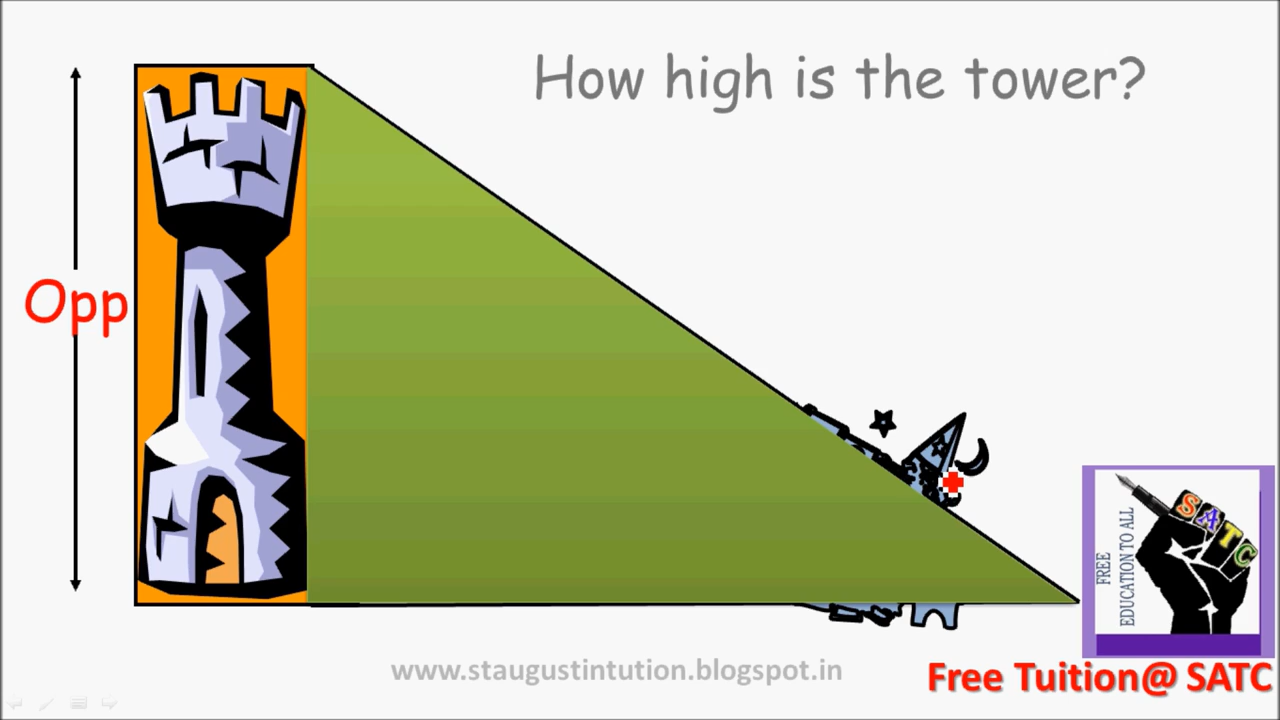 How high is the tower?
Opp
FREE
EDUCATION TO ALL
SATC
www.staugustintution.blogspot.in
Free Tuition@ SATC